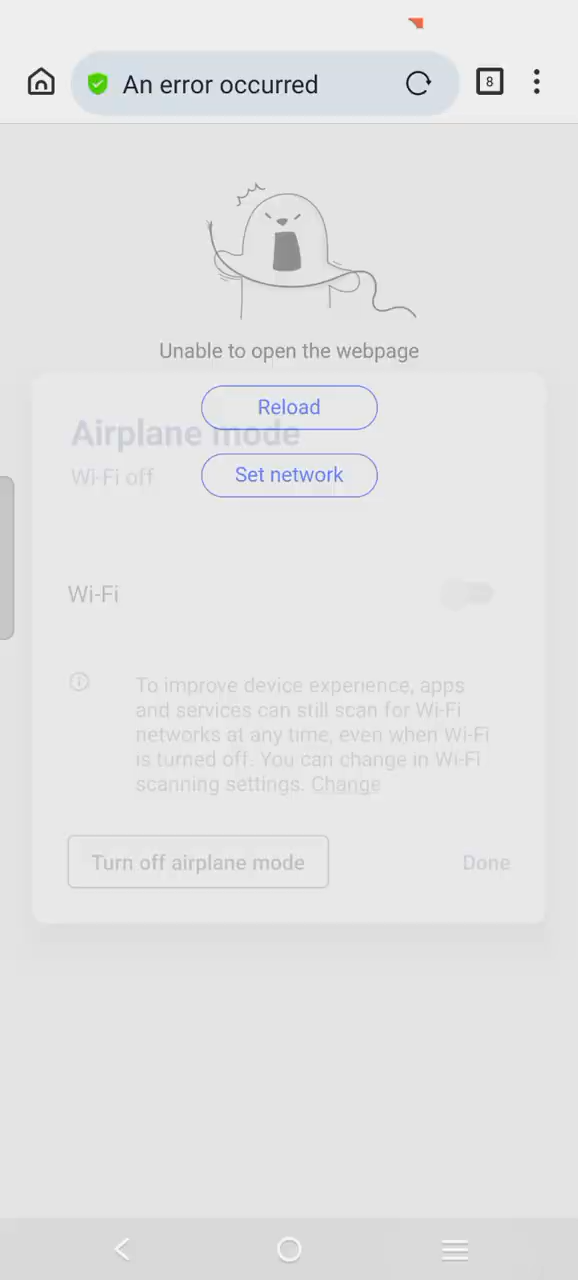 An error occurred
8
Unable to open the webpage
Reload
Airplane mode
Wi-Fi off
Set network
Wi-Fi
To improve device experience, apps
and services can still scan for Wi-Fi
networks at any time, even when Wi-Fi
is turned off. You can change in Wi-Fi
scanning settings. Change
Turn off airplane mode
Done